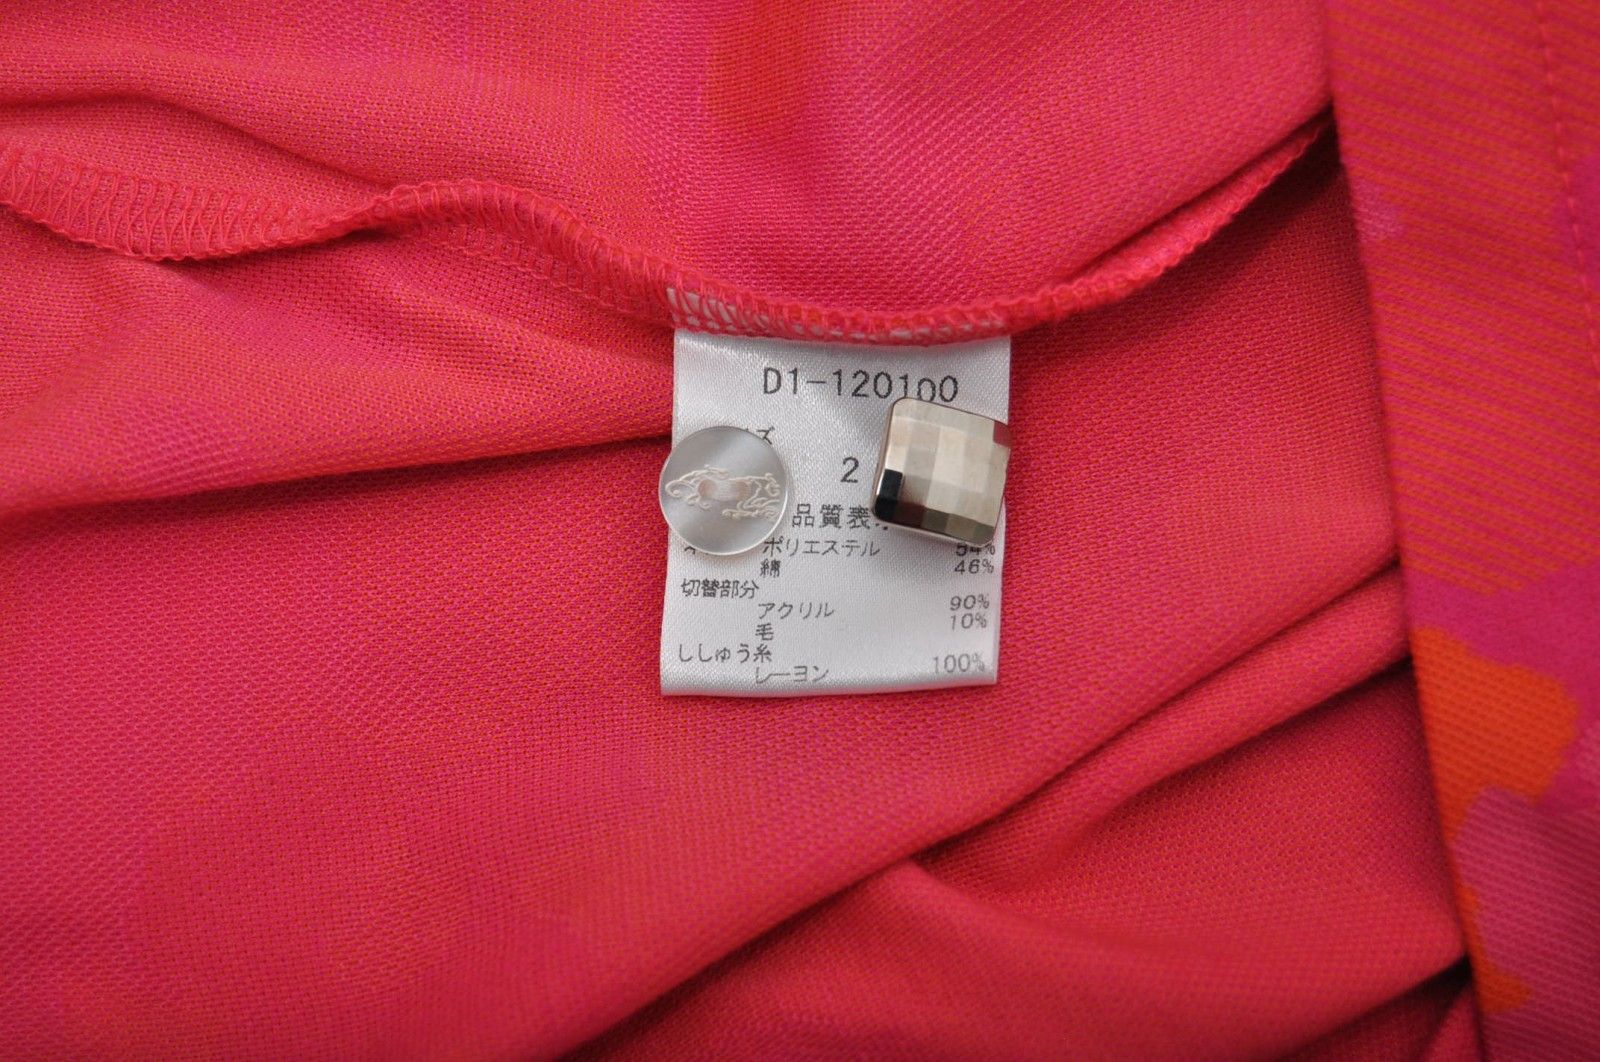 D1-120100
2
品質表
ポリエステル 54%
綿 46%
切替部分
アクリル 90%
毛 10%
ししゅう糸
レーヨン 100%